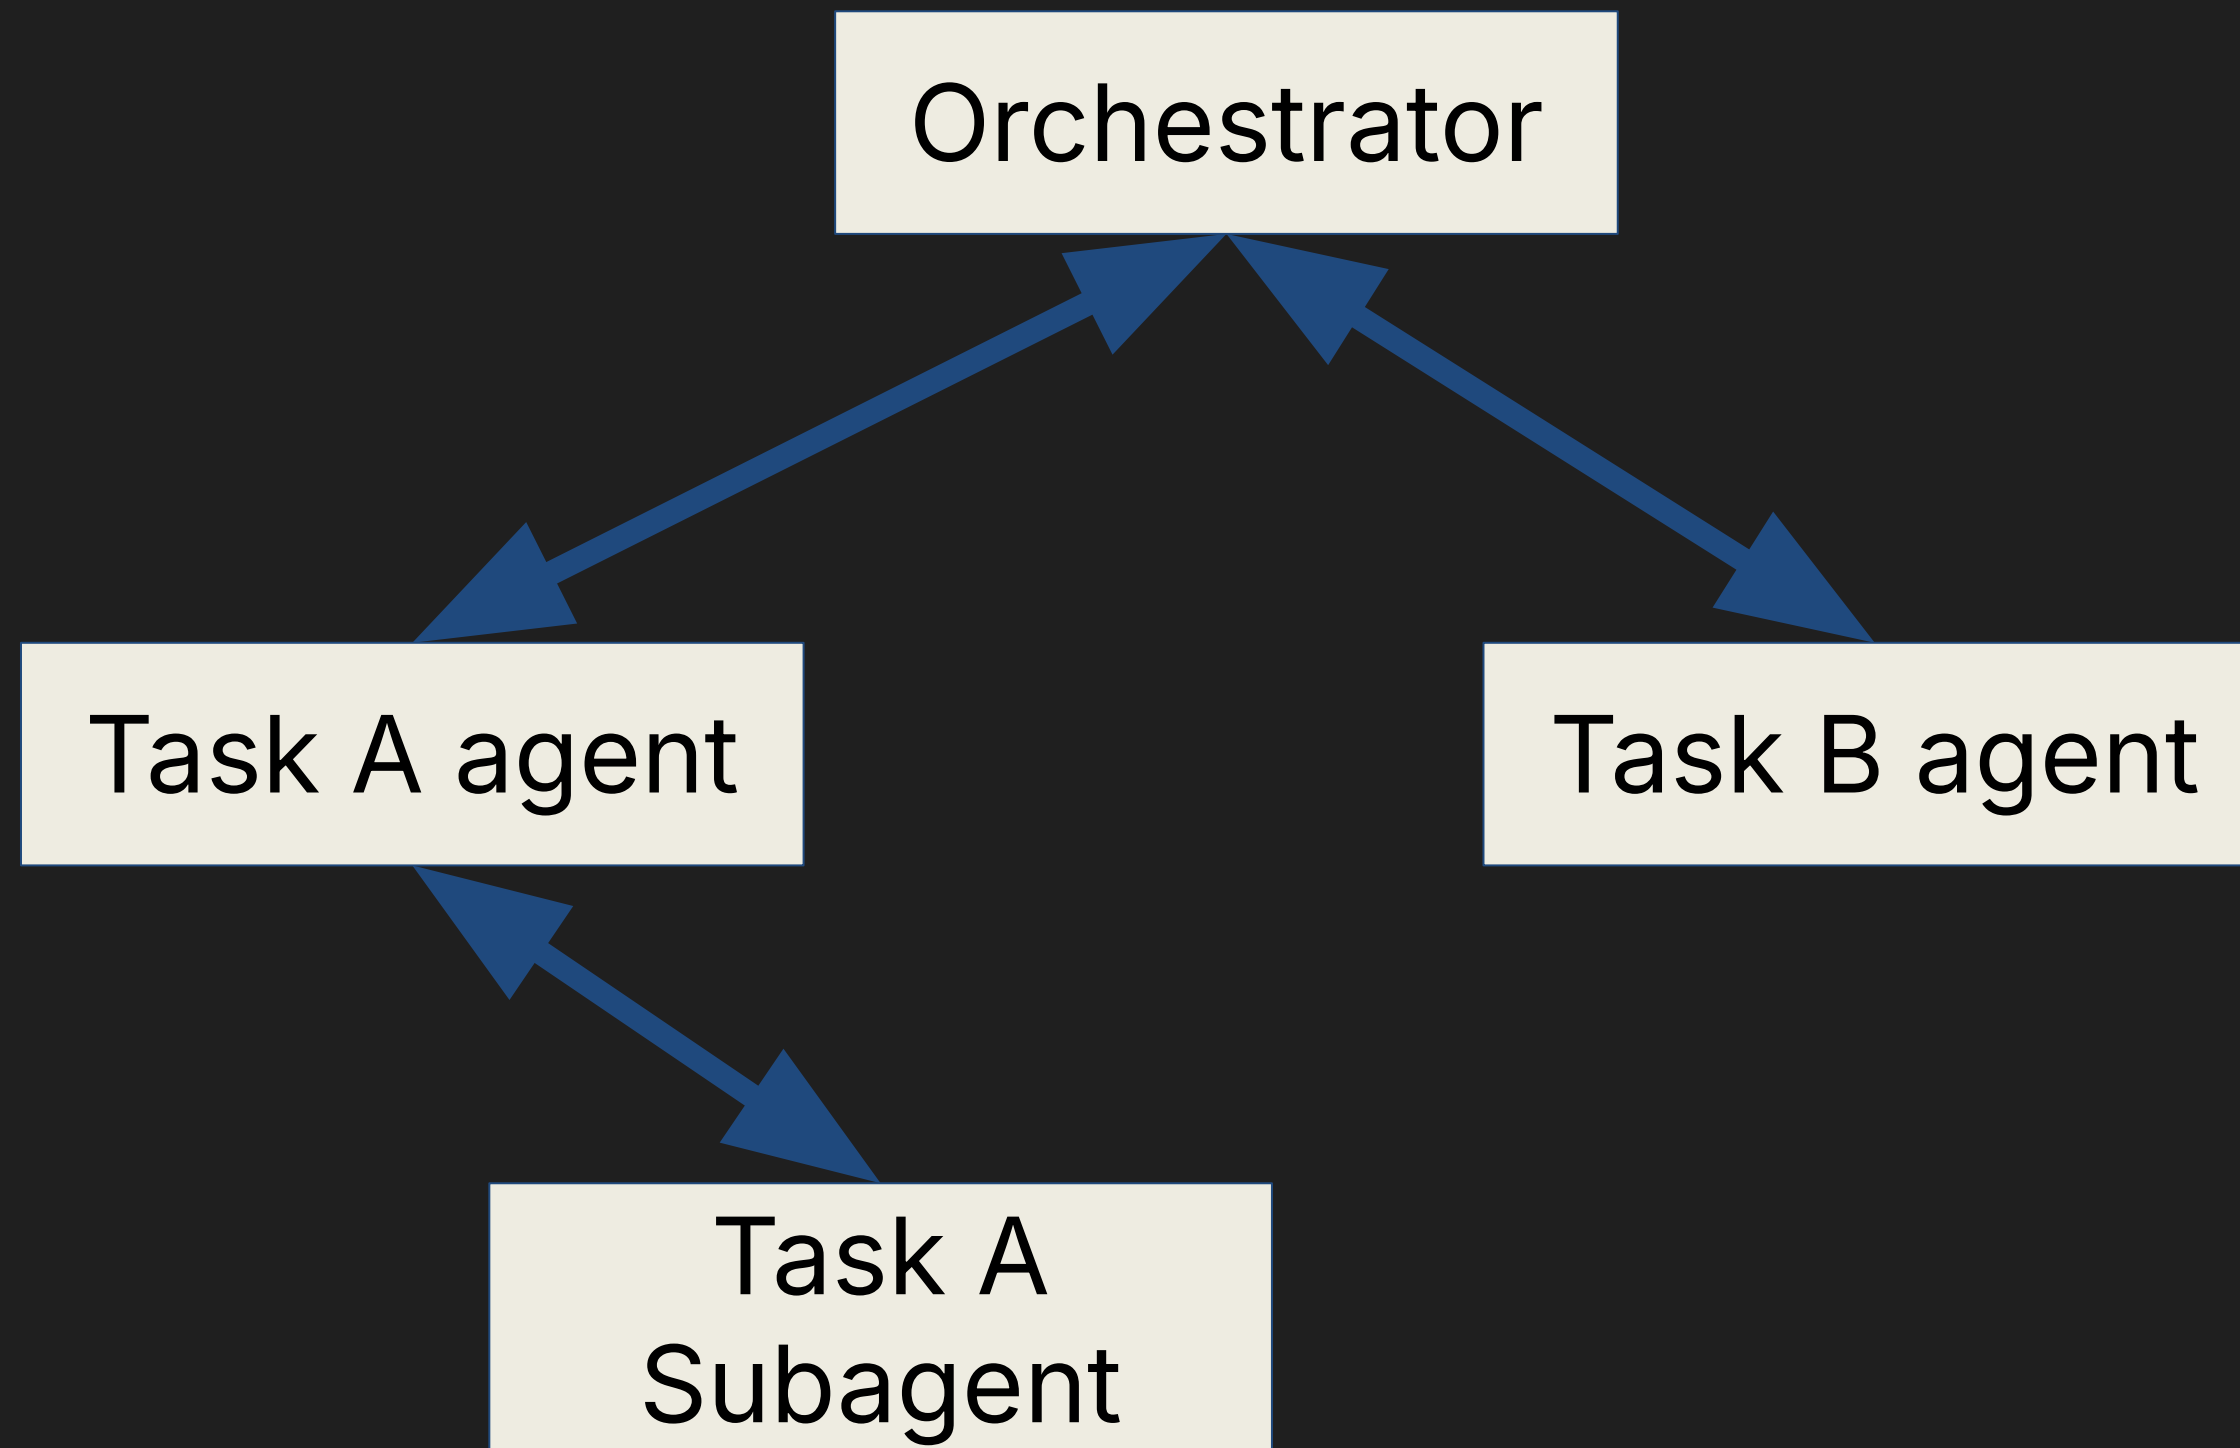 Orchestrator
Task A agent
Task B agent
Task A
Subagent